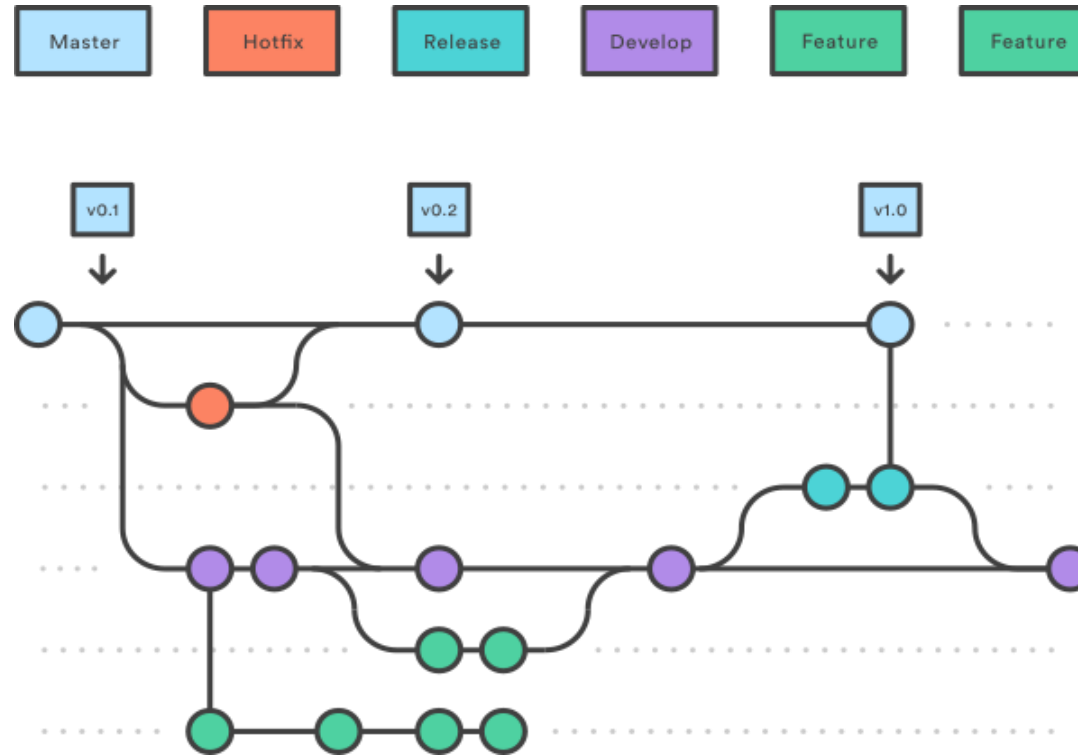 Master
Hotfix
Release
Develop
Feature
Feature
v0.1
v0.2
v1.0